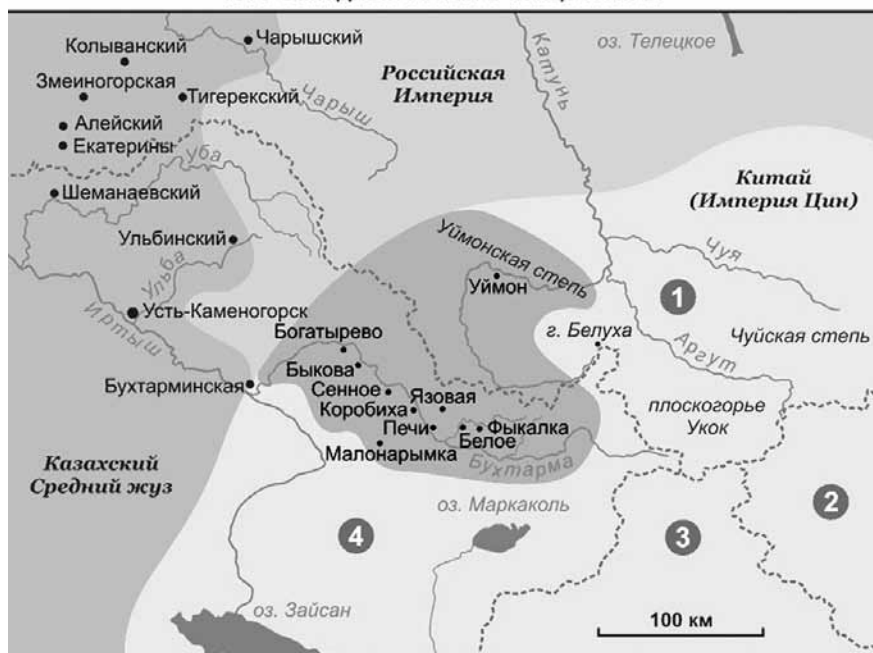 Колыванский
Чарышский
оз. Телецкое
Змеиногорская
Тигерекский
Российская
Империя
Катунь
Чарыш
Алейский
Екатерины
Уба
Шеманаевский
Китай
(Империя Цин)
Ульбинский
Ульба
Уймонская степь
Уймон
Чуя
1
Усть-Каменогорск
Иртыш
Богатырево
г. Белуха
Аргут
Чуйская степь
Быкова
Бухтарминская
Сенное
Язовая
Коробиха
плоскогорье
Укок
Печи
Фыкалка
Белое
Малонарымка
Бухтарма
Казахский
Средний жуз
оз. Маркаколь
2
4
3
оз. Зайсан
100 км